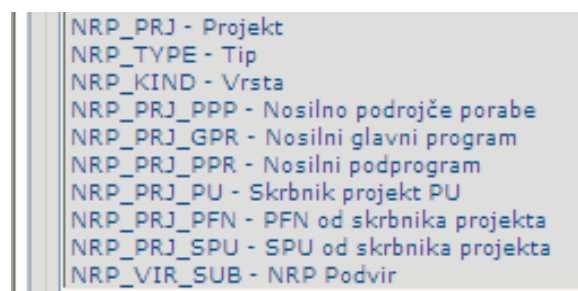 NRP_PRJ - Projekt
NRP_TYPE - Tip
NRP_KIND - Vrsta
NRP_PRJ_PPP - Nosilno podrojče porabe
NRP_PRJ_GPR - Nosilni glavni program
NRP_PRJ_PPR - Nosilni podprogram
NRP_PRJ_PU - Skrbnik projekt PU
NRP_PRJ_PFN - PFN od skrbnika projekta
NRP_PRJ_SPU - SPU od skrbnika projekta
NRP_VIR_SUB - NRP Podvir